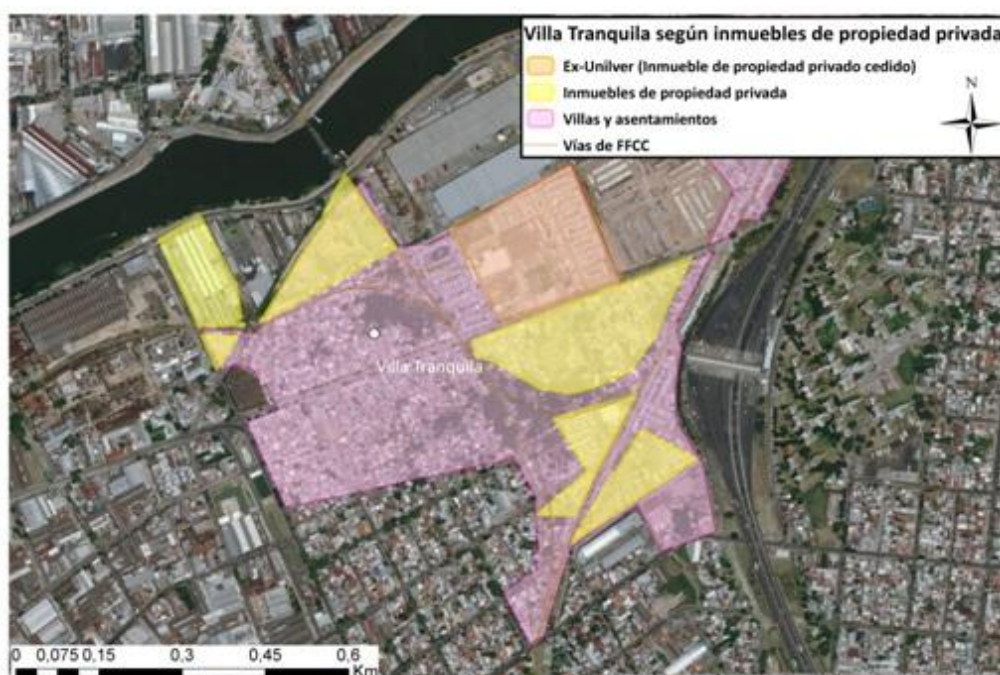 Villa Tranquila según inmuebles de propiedad privada
Ex-Unilver (Inmueble de propiedad privado cedido)
Inmuebles de propiedad privada
Villas y asentamientos
Vías de FFCC
N
Villa Tranquila
0 0,075 0,15 0,3 0,45 0,6
Km